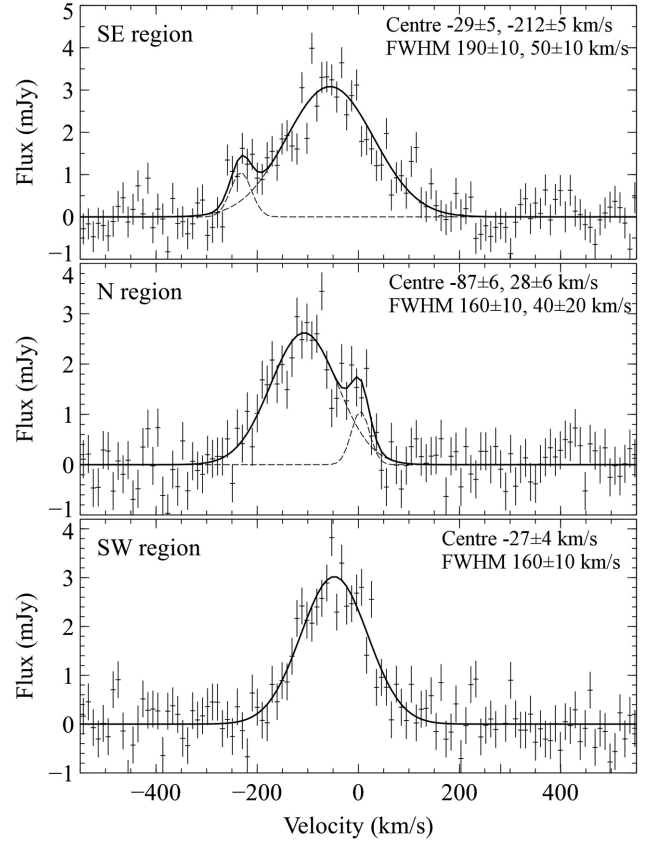 SE region
Centre -29±5, -212±5 km/s
FWHM 190±10, 50±10 km/s
Flux (mJy)
5
4
3
2
1
0
−1
N region
Centre -87±6, 28±6 km/s
FWHM 160±10, 40±20 km/s
Flux (mJy)
4
3
2
1
0
−1
SW region
Centre -27±4 km/s
FWHM 160±10 km/s
Flux (mJy)
4
3
2
1
0
−1
−400 −200 0 200 400
Velocity (km/s)